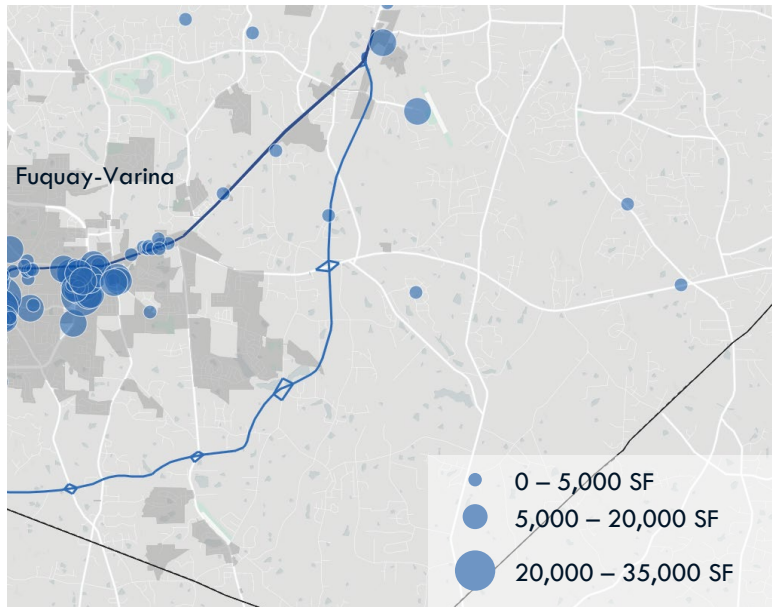 Fuquay-Varina
0 – 5,000 SF
5,000 – 20,000 SF
20,000 – 35,000 SF